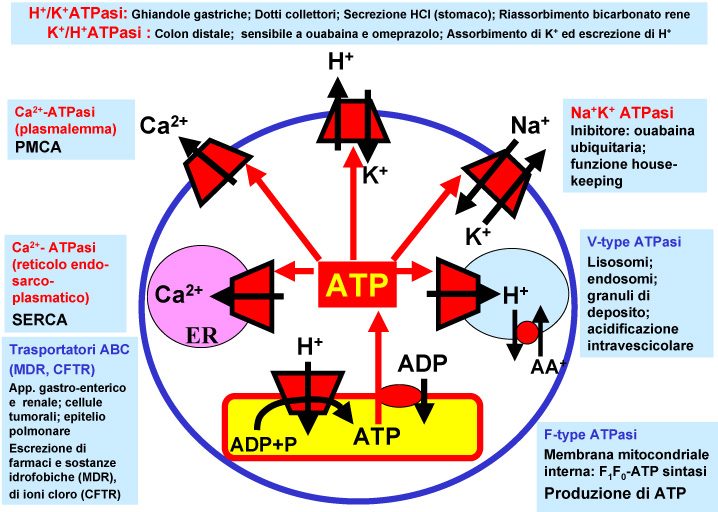 H⁺/K⁺ATPasi: Ghiandole gastriche; Dotti collettori; Secrezione HCl (stomaco); Riassorbimento bicarbonato rene
K⁺/H⁺ATPasi : Colon distale; sensibile a ouabaina e omeprazolo; Assorbimento di K⁺ ed escrezione di H⁺
H⁺
K⁺
Ca²⁺-ATPasi
(plasmalemma)
PMCA
Ca²⁺
Na⁺
K⁺
Na⁺K⁺ ATPasi
Inibitore: ouabaina
ubiquitaria;
funzione house-
keeping
Ca²⁺- ATPasi
(reticolo endo-
sarco-
plasmatico)
SERCA
Ca²⁺
ER
ATP
H⁺
AA⁺
V-type ATPasi
Lisosomi;
endosomi;
granuli di
deposito;
acidificazione
intravescicolare
Trasportatori ABC
(MDR, CFTR)
App. gastro-enterico
e renale; cellule
tumorali; epitelio
polmonare
Escrezione di
farmaci e sostanze
idrofobiche (MDR),
di ioni cloro (CFTR)
H⁺
ADP
ADP+P
ATP
F-type ATPasi
Membrana mitocondriale
interna: F₁F₀-ATP sintasi
Produzione di ATP